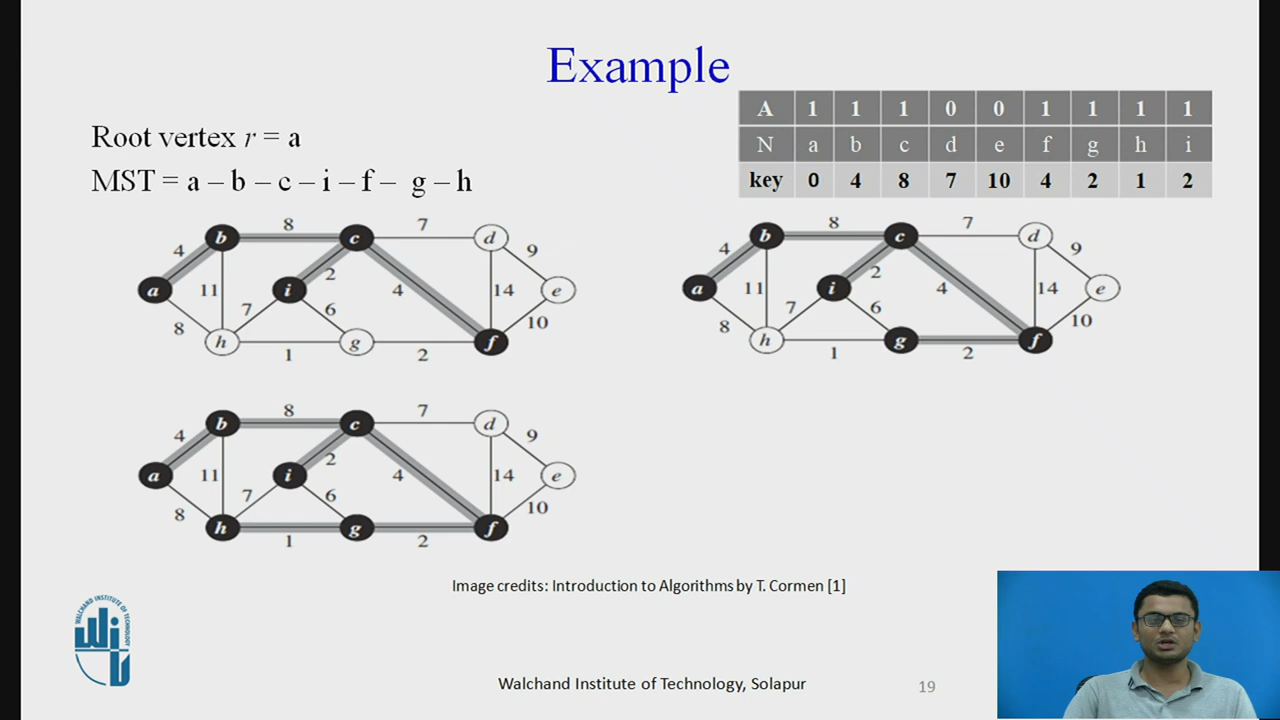 Example
Root vertex r = a
MST = a – b – c – i – f – g – h
A 1 1 1 0 0 1 1 1 1
N a b c d e f g h i
key 0 4 8 7 10 4 2 1 2
8 7
b c d
4 9
11 2 4 14
a i e
7 6
8 10
h g f
1 2
8 7
b c d
4 9
2
11 4 14
a i e
7 6
8 10
h g f
1 2
8 7
b c d
4 9
2
11 4 14
a i e
7 6
8 10
h g f
1 2
Image credits: Introduction to Algorithms by T. Cormen [1]
WALCHAND INSTITUTE OF TECHNOLOGY
Walchand Institute of Technology, Solapur
19